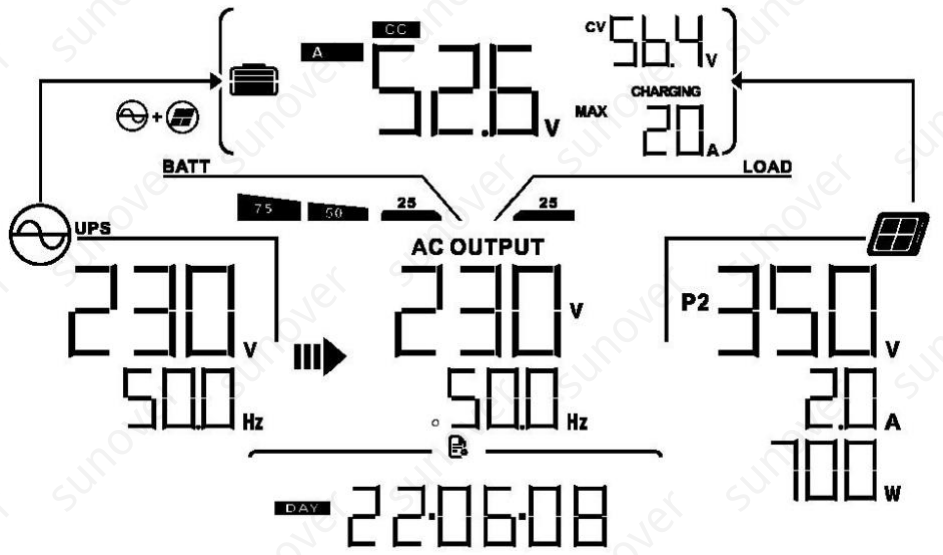 CC
A
52.6 V
CV 56.4 V
CHARGING
MAX 20 A
+
BATT
LOAD
75 50 25 25
UPS
AC OUTPUT
230 V
230 V
P2 350 V
50.0 Hz
50.0 Hz
2.0 A
700 W
DAY 22·06·08
sunover